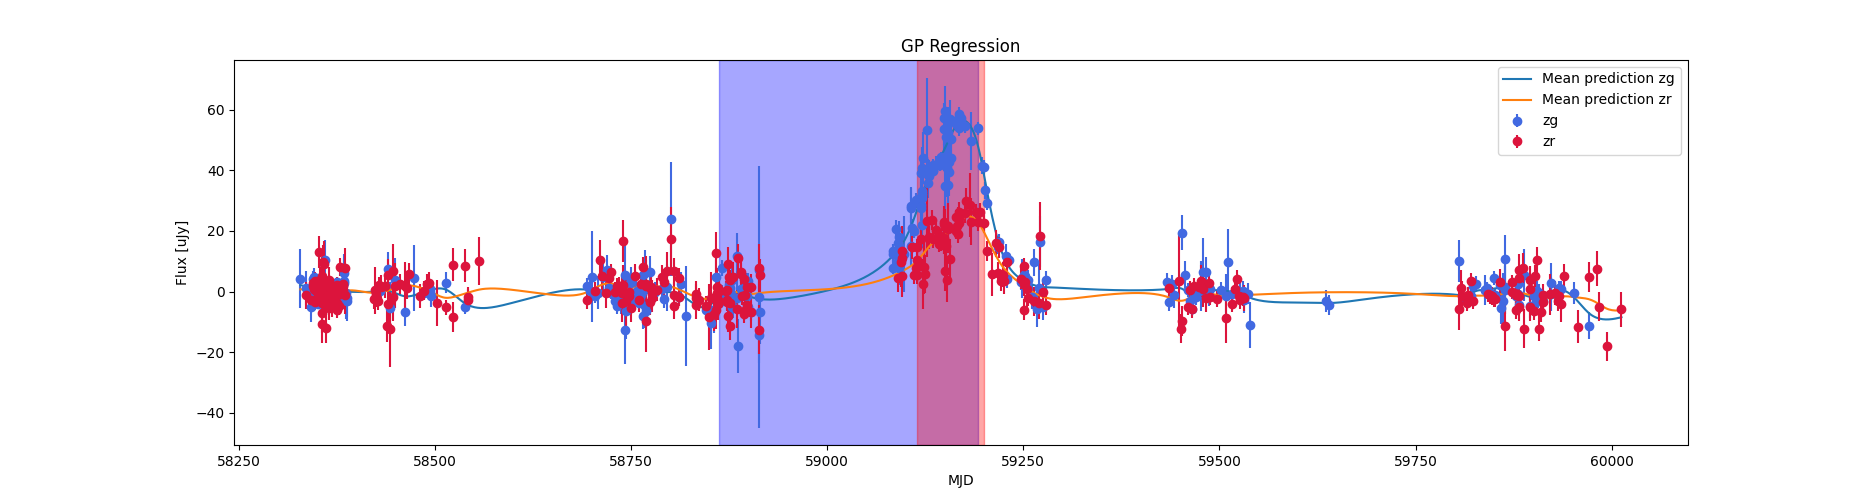 GP Regression
Mean prediction zg
Mean prediction zr
zg
zr
Flux [uJy]
60
40
20
0
−20
−40
58250 58500 58750 59000 59250 59500 59750 60000
MJD